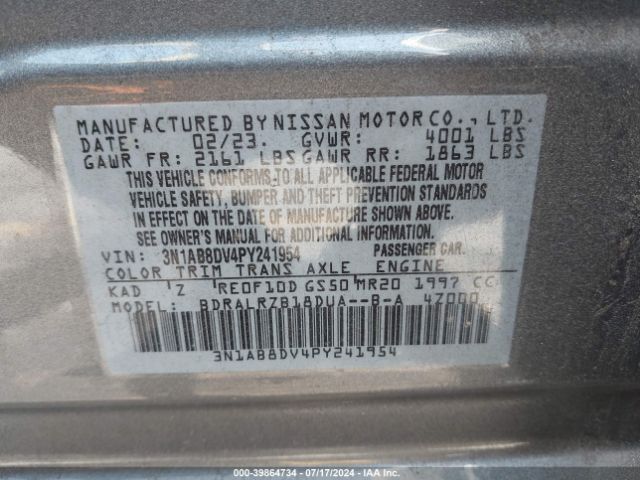 MANUFACTURED BY NISSAN MOTOR CO., LTD.
DATE: 02/23. GVWR: 4001 LBS
GAWR FR: 2161 LBS GAWR RR: 1863 LBS
THIS VEHICLE CONFORMS TO ALL APPLICABLE FEDERAL MOTOR
VEHICLE SAFETY, BUMPER AND THEFT PREVENTION STANDARDS
IN EFFECT ON THE DATE OF MANUFACTURE SHOWN ABOVE.
SEE OWNER'S MANUAL FOR ADDITIONAL INFORMATION.
VIN: 3N1AB8DV4PY241954 PASSENGER CAR.
COLOR TRIM TRANS AXLE ENGINE
KAD Z RE0F10D GS50 MR20 1997 CC
MODEL: BDRALRZB18DUA--B-A 4Z000
3N1AB8DV4PY241954
000-39864734 - 07/17/2024 - IAA Inc.